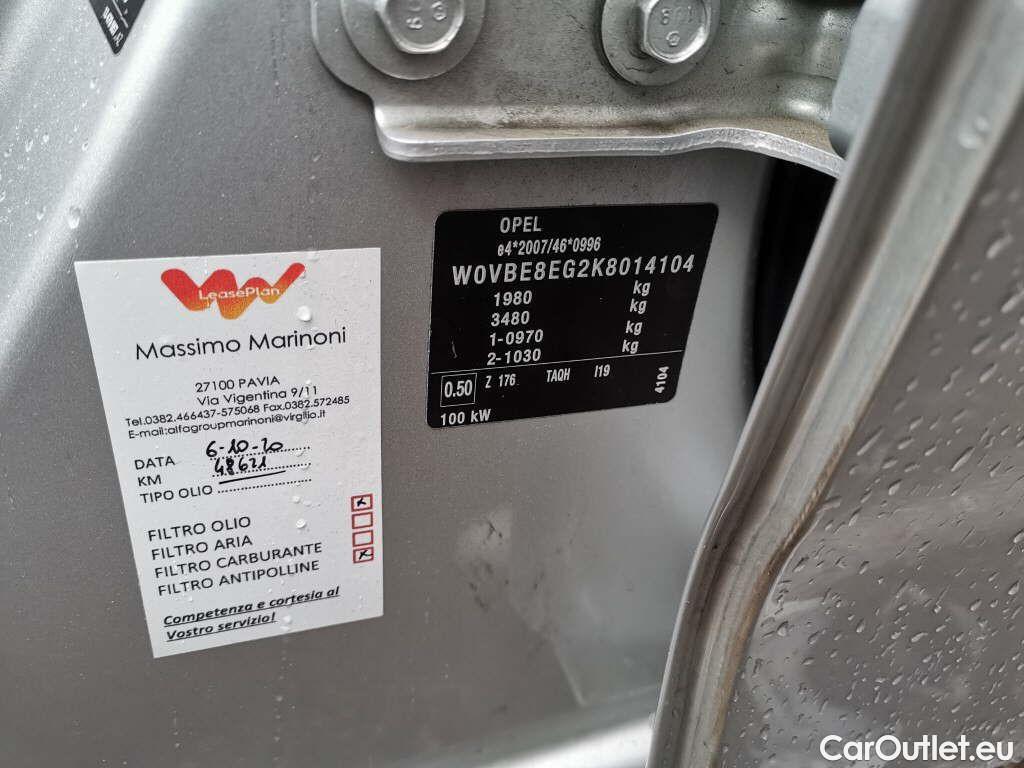 LeasePlan
Massimo Marinoni
27100 PAVIA
Via Vigentina 9/11
Tel.0382.466437-575068 Fax.0382.572485
E-mail:alfagroupmarinoni@virgilio.it
DATA 6-10-20
KM 48671
TIPO OLIO
FILTRO OLIO
FILTRO ARIA
FILTRO CARBURANTE
FILTRO ANTIPOLLINE
Competenza e cortesia al
Vostro servizio!
OPEL
e4*2007/46*0996
W0VBE8EG2K8014104
1980 kg
3480 kg
1-0970 kg
2-1030 kg
0.50 Z 176 TAQH I19 4104
100 kW
CarOutlet.eu